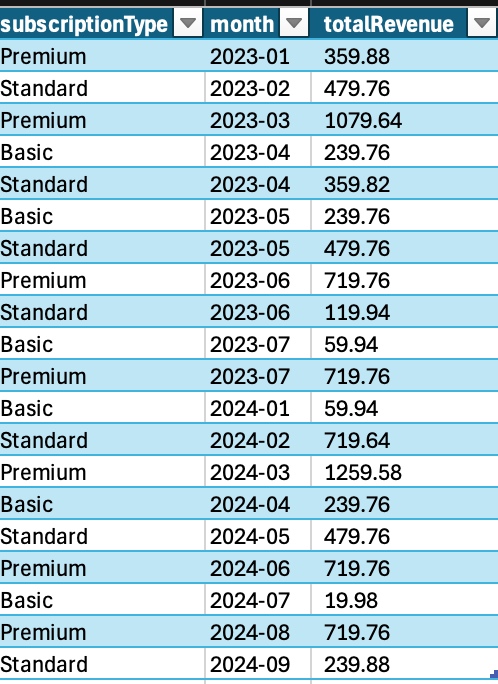 subscriptionType month totalRevenue
Premium 2023-01 359.88
Standard 2023-02 479.76
Premium 2023-03 1079.64
Basic 2023-04 239.76
Standard 2023-04 359.82
Basic 2023-05 239.76
Standard 2023-05 479.76
Premium 2023-06 719.76
Standard 2023-06 119.94
Basic 2023-07 59.94
Premium 2023-07 719.76
Basic 2024-01 59.94
Standard 2024-02 719.64
Premium 2024-03 1259.58
Basic 2024-04 239.76
Standard 2024-05 479.76
Premium 2024-06 719.76
Basic 2024-07 19.98
Premium 2024-08 719.76
Standard 2024-09 239.88